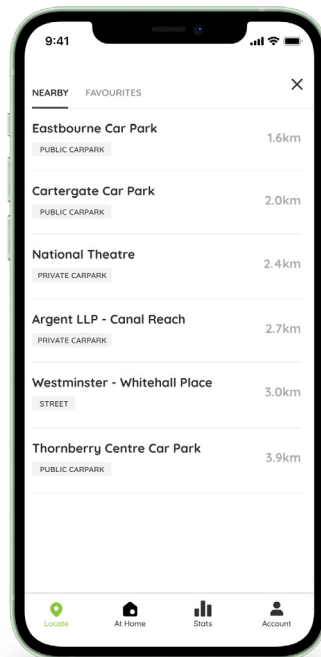 9:41
NEARBY FAVOURITES
Eastbourne Car Park
1.6km
PUBLIC CARPARK
Cartergate Car Park
2.0km
PUBLIC CARPARK
National Theatre
2.4km
PRIVATE CARPARK
Argent LLP - Canal Reach
2.7km
PRIVATE CARPARK
Westminster - Whitehall Place
3.0km
STREET
Thornberry Centre Car Park
3.9km
PUBLIC CARPARK
Locate At Home Stats Account